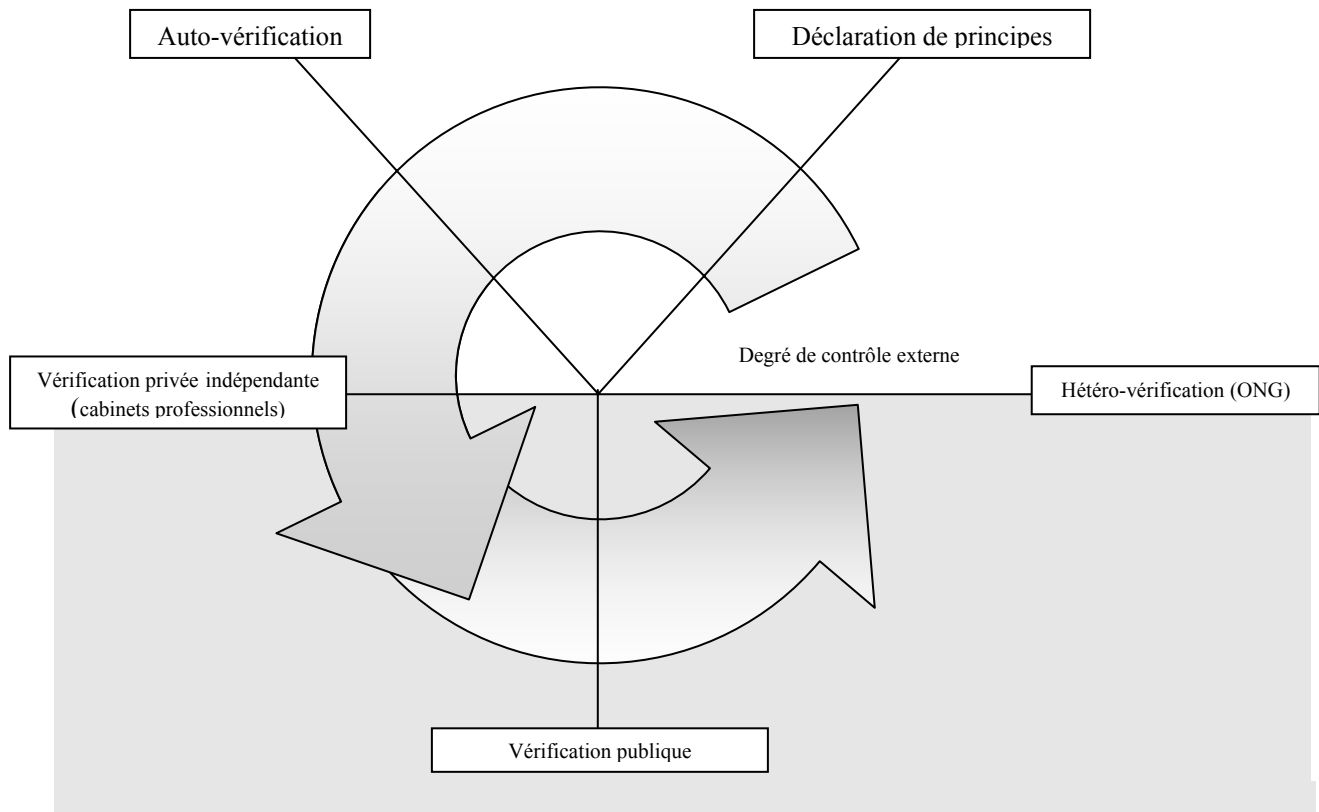 Auto-vérification
Déclaration de principes
Degré de contrôle externe
Vérification privée indépendante
(cabinets professionnels)
Hétéro-vérification (ONG)
Vérification publique